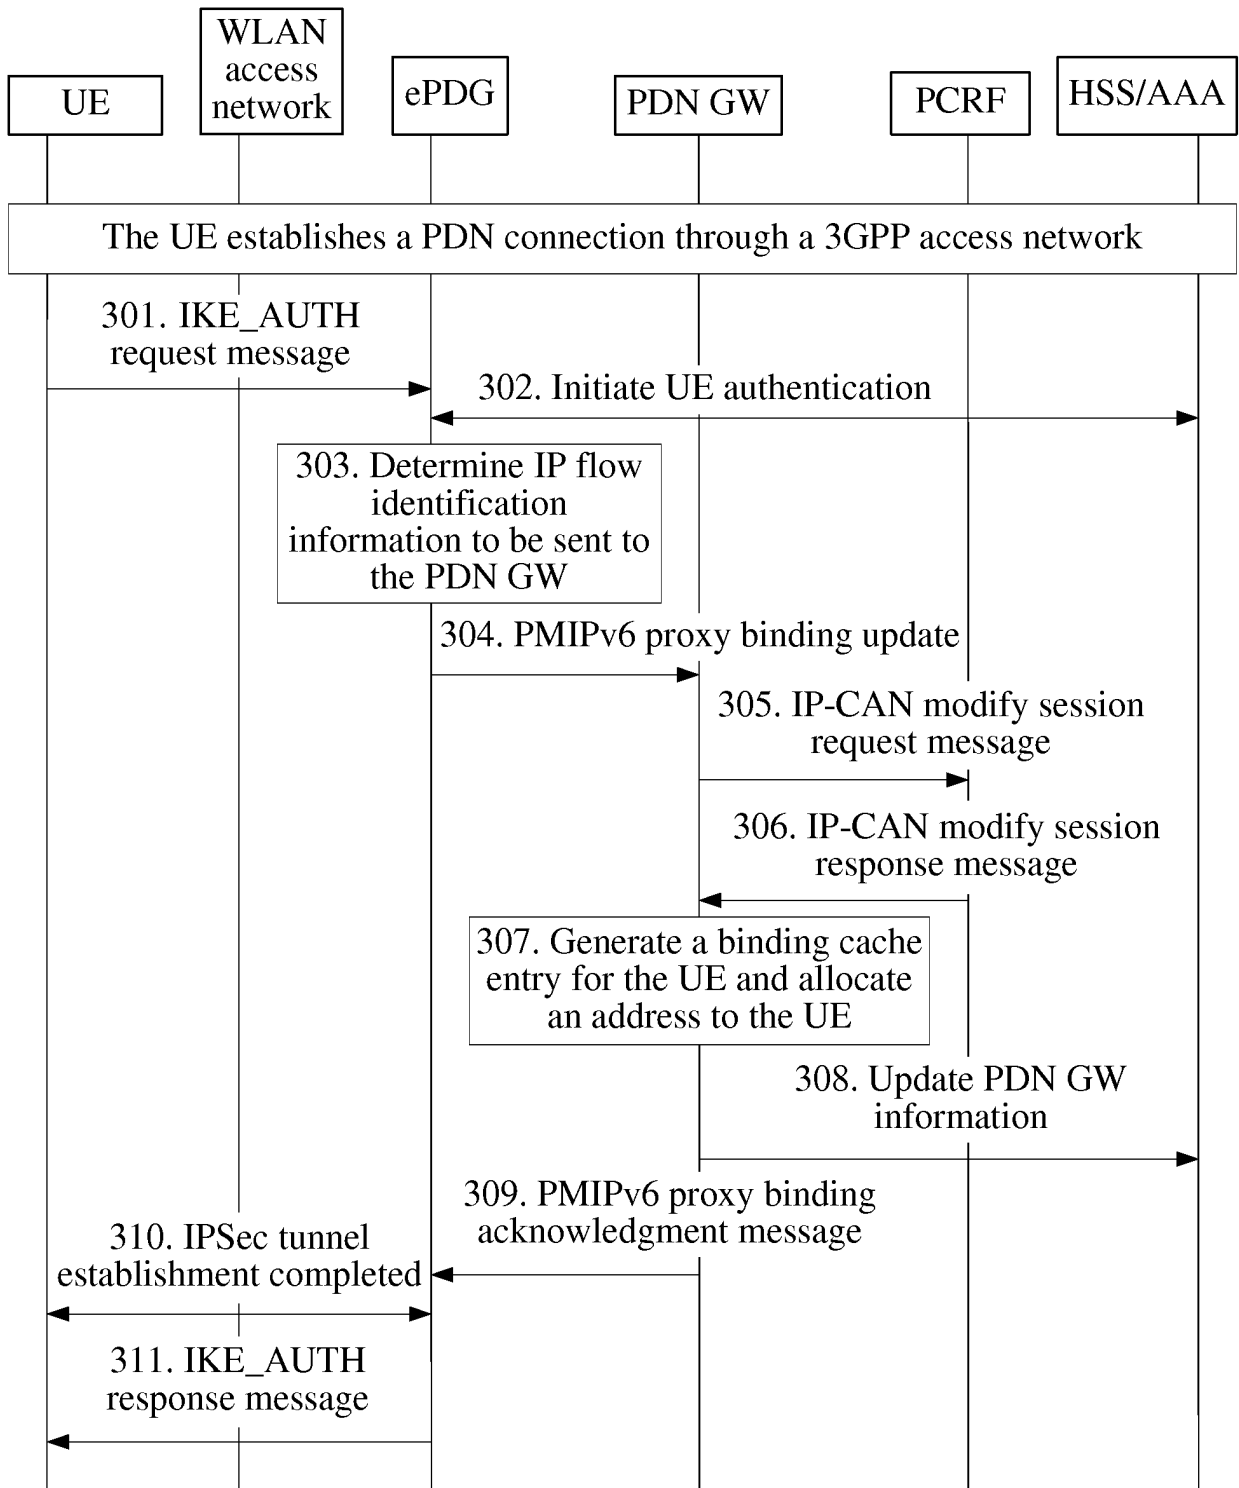 UE
WLAN
access
network
ePDG
PDN GW
PCRF
HSS/AAA
The UE establishes a PDN connection through a 3GPP access network
301. IKE_AUTH
request message
302. Initiate UE authentication
303. Determine IP flow
identification
information to be sent to
the PDN GW
304. PMIPv6 proxy binding update
305. IP-CAN modify session
request message
306. IP-CAN modify session
response message
307. Generate a binding cache
entry for the UE and allocate
an address to the UE
308. Update PDN GW
information
309. PMIPv6 proxy binding
acknowledgment message
310. IPSec tunnel
establishment completed
311. IKE_AUTH
response message